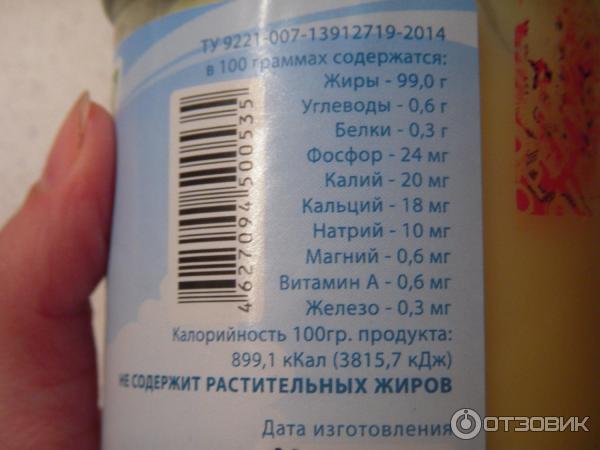 ТУ 9221-007-13912719-2014
в 100 граммах содержатся:
Жиры - 99,0 г
Углеводы - 0,6 г
Белки - 0,3 г
Фосфор - 24 мг
Калий - 20 мг
Кальций - 18 мг
Натрий - 10 мг
Магний - 0,6 мг
Витамин А - 0,6 мг
Железо - 0,3 мг
Калорийность 100гр. продукта:
899,1 кКал (3815,7 кДж)
НЕ СОДЕРЖИТ РАСТИТЕЛЬНЫХ ЖИРОВ
Дата изготовления
4627094500535
ОТЗОВИК